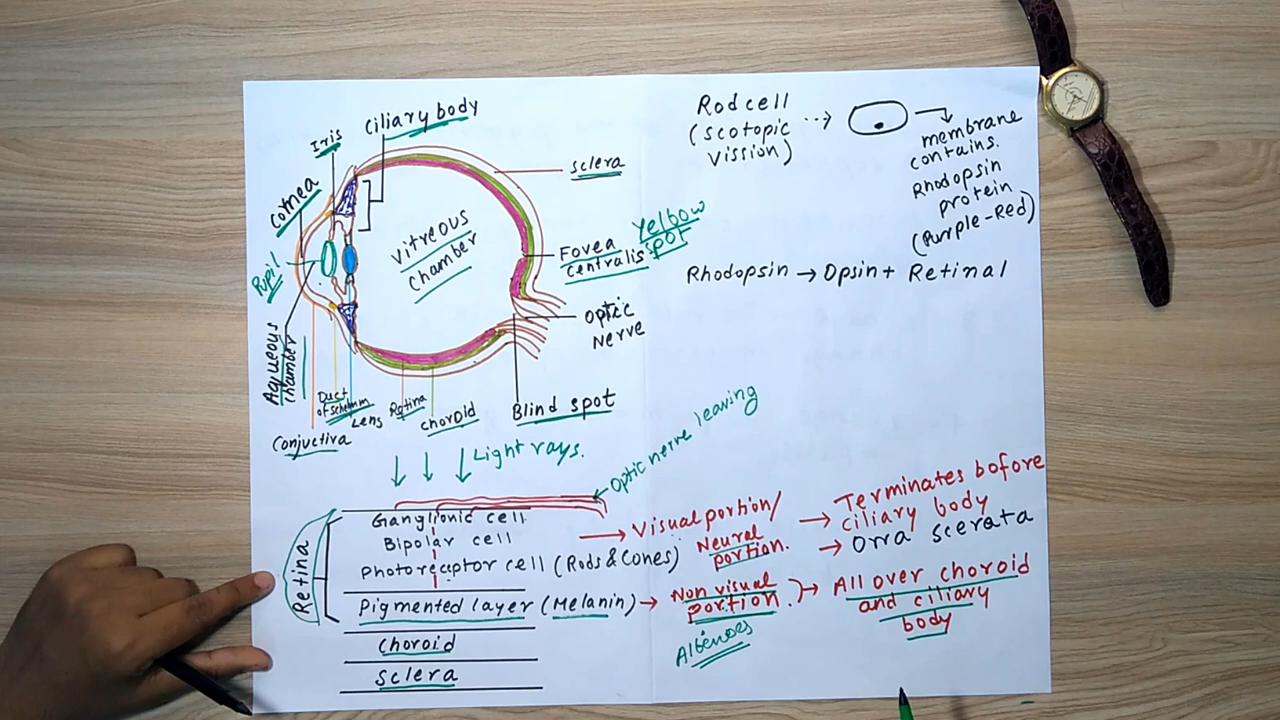 Ciliary body
Iris
Cornea
Pupil
Aqueous
chamber
Vitreous
chamber
Sclera
Yelbow
spot
Fovea
centralis
Optic
Nerve
Blind spot
Duct
of schelmm
Lens
Retina
choroid
Conjuctiva
Rod cell
(scotopic
vission)
membrane
contains.
Rhodopsin
protein
(Purple-Red)
Rhodopsin → Opsin + Retinal
Light rays.
Optic nerve leaving
Retina
Ganglionic cell
Bipolar cell
Photoreceptor cell (Rods & Cones)
Pigmented layer (Melanin) →
choroid
Sclera
→ Visual portion/
Neural
portion.
Non visual
portion.
Albenoes
→ Terminates before
ciliary body
→ Orra scerata
→ All over choroid
and ciliary
body